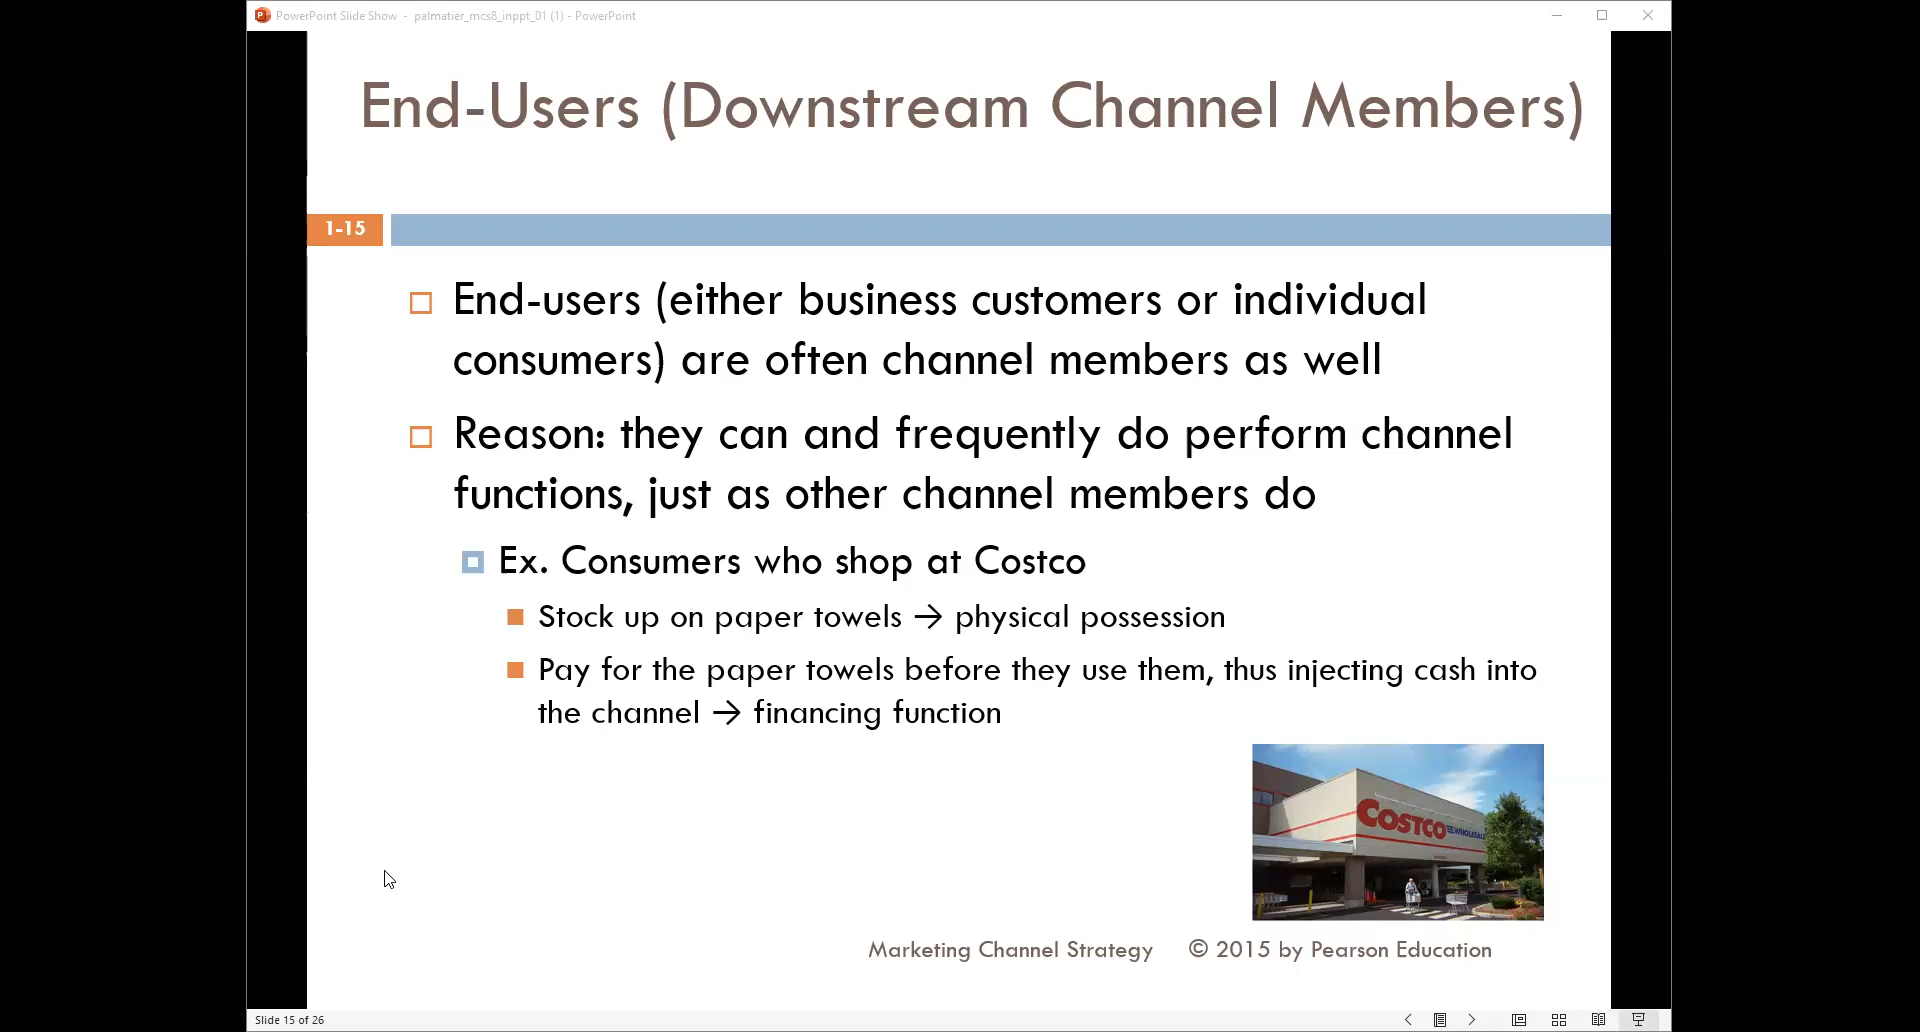 PowerPoint Slide Show - palmatier_mcs8_inppt_01 (1) - PowerPoint
End-Users (Downstream Channel Members)
1-15
End-users (either business customers or individual
consumers) are often channel members as well
Reason: they can and frequently do perform channel
functions, just as other channel members do
Ex. Consumers who shop at Costco
Stock up on paper towels → physical possession
Pay for the paper towels before they use them, thus injecting cash into
the channel → financing function
COSTCO
WHOLESALE
Marketing Channel Strategy © 2015 by Pearson Education
Slide 15 of 26